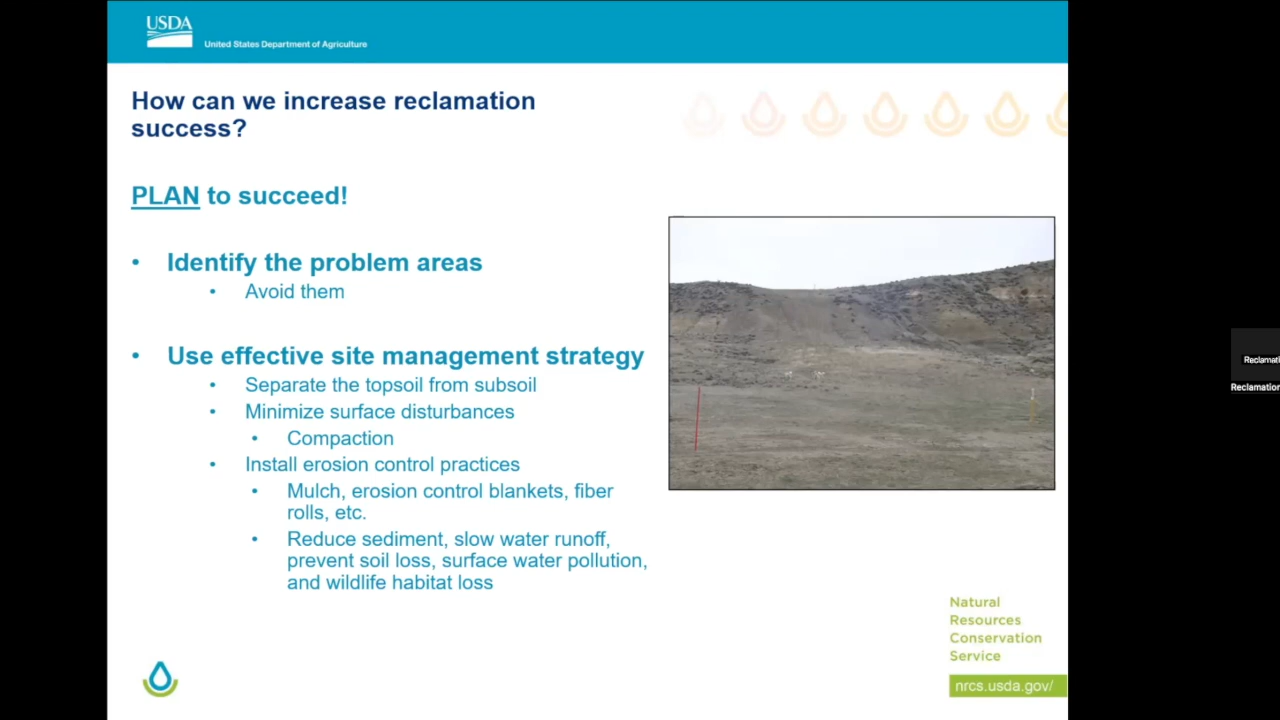 USDA
United States Department of Agriculture
How can we increase reclamation
success?
PLAN to succeed!
• Identify the problem areas
• Avoid them
• Use effective site management strategy
• Separate the topsoil from subsoil
• Minimize surface disturbances
• Compaction
• Install erosion control practices
• Mulch, erosion control blankets, fiber
rolls, etc.
• Reduce sediment, slow water runoff,
prevent soil loss, surface water pollution,
and wildlife habitat loss
Natural
Resources
Conservation
Service
nrcs.usda.gov/
Reclamati
Reclamation